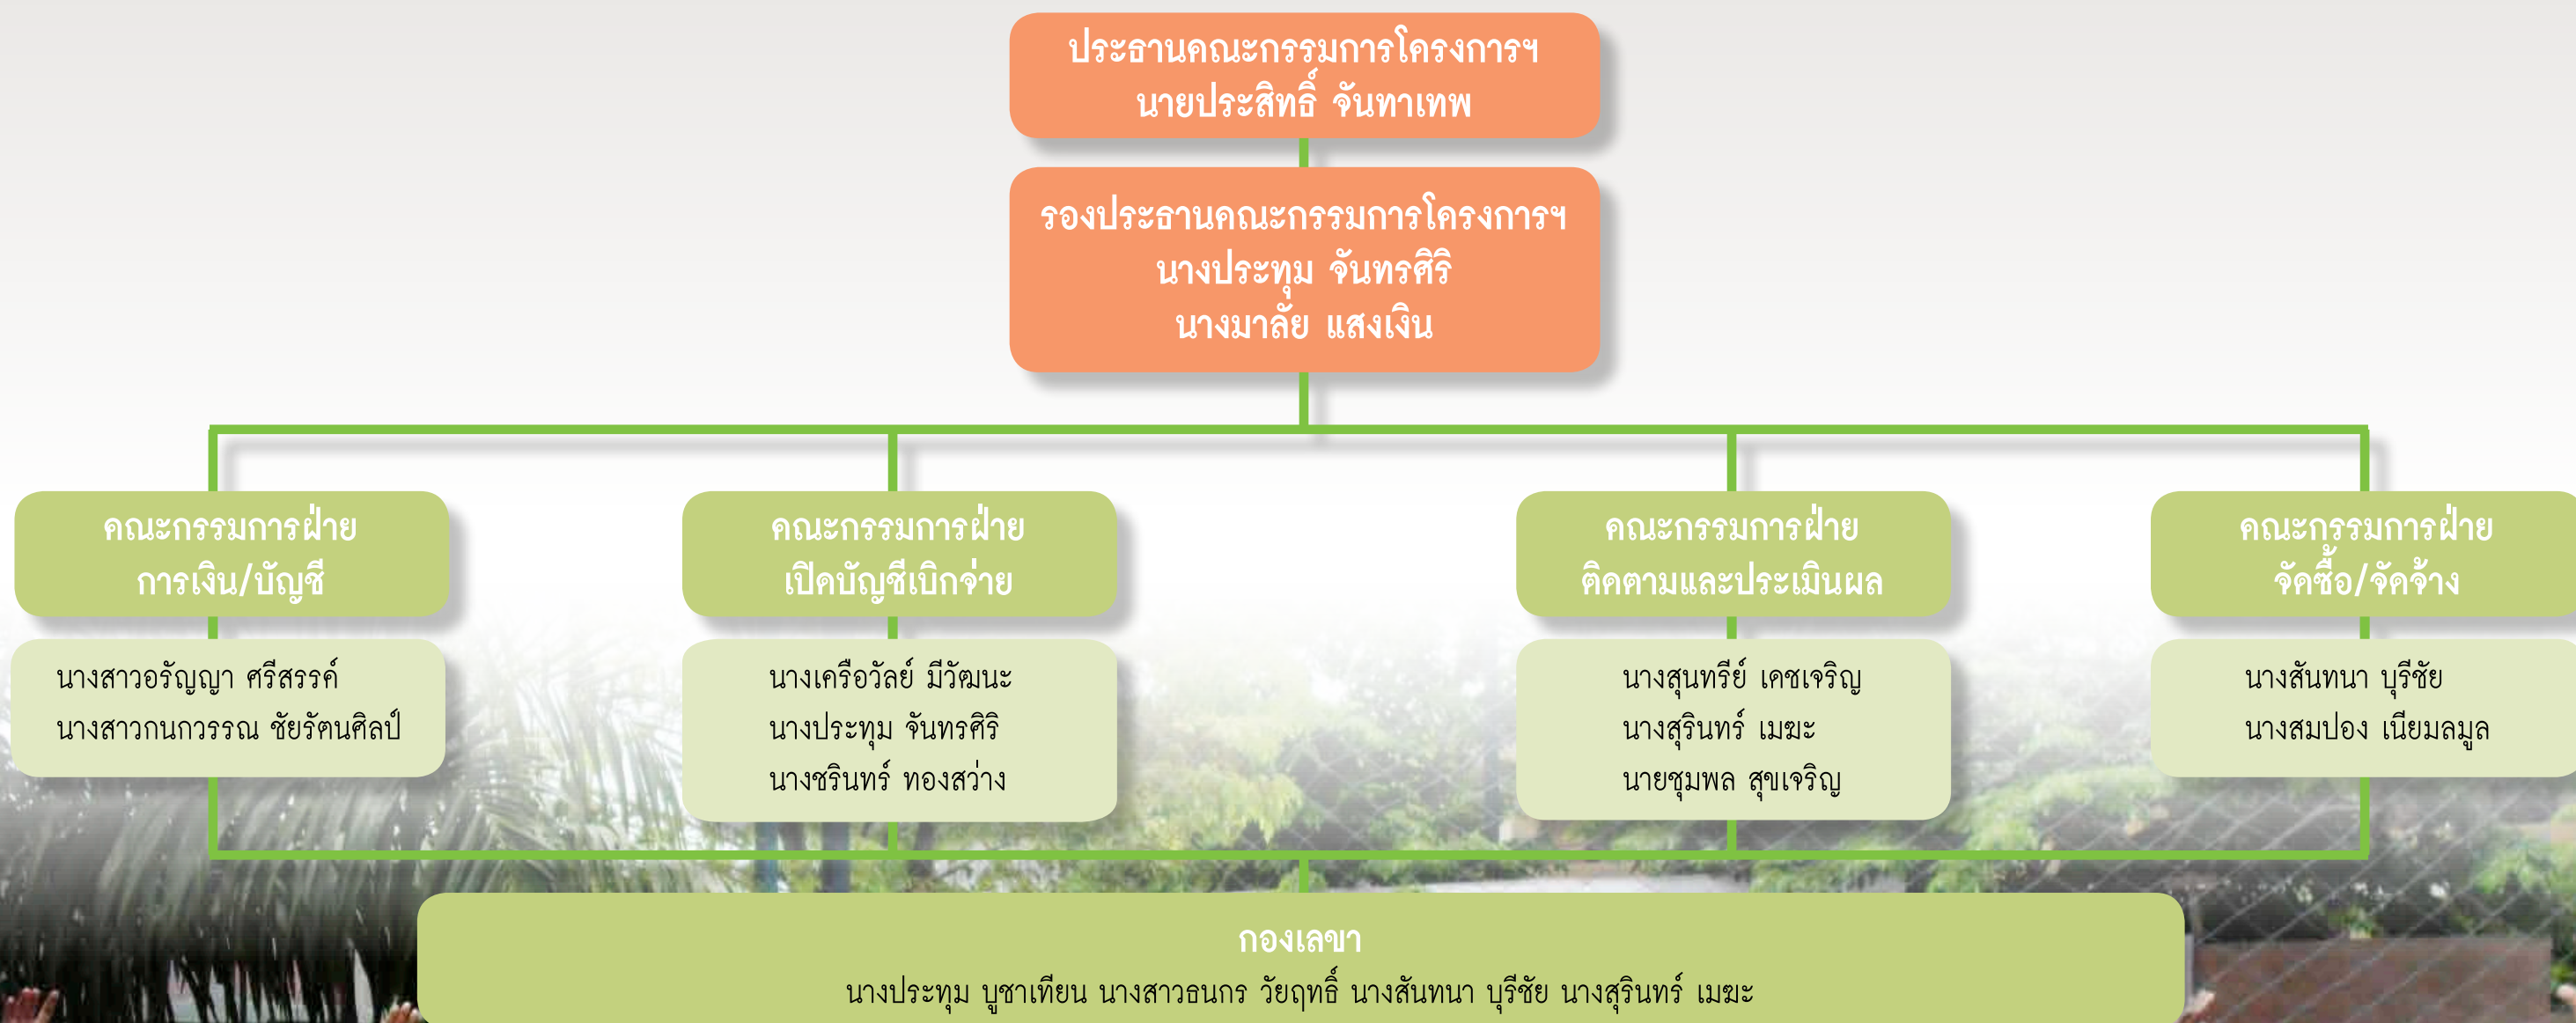 ประธานคณะกรรมการโครงการฯ
นายประสิทธิ์ จันทาเทพ
รองประธานคณะกรรมการโครงการฯ
นางประทุม จันทรศิริ
นางมาลัย แสงเงิน
คณะกรรมการฝ่าย
การเงิน/บัญชี
นางสาวอรัญญา ศรีสรรค์
นางสาวกนกวรรณ ชัยรัตนศิลป์
คณะกรรมการฝ่าย
เปิดบัญชีเบิกจ่าย
นางเครือวัลย์ มีวัฒนะ
นางประทุม จันทรศิริ
นางชรินทร์ ทองสว่าง
คณะกรรมการฝ่าย
ติดตามและประเมินผล
นางสุนทรีย์ เดชเจริญ
นางสุรินทร์ เมฆะ
นายชุมพล สุขเจริญ
คณะกรรมการฝ่าย
จัดซื้อ/จัดจ้าง
นางสันทนา บุรีชัย
นางสมปอง เนียมลมูล
กองเลขา
นางประทุม บูชาเทียน นางสาวธนกร วัยฤทธิ์ นางสันทนา บุรีชัย นางสุรินทร์ เมฆะ